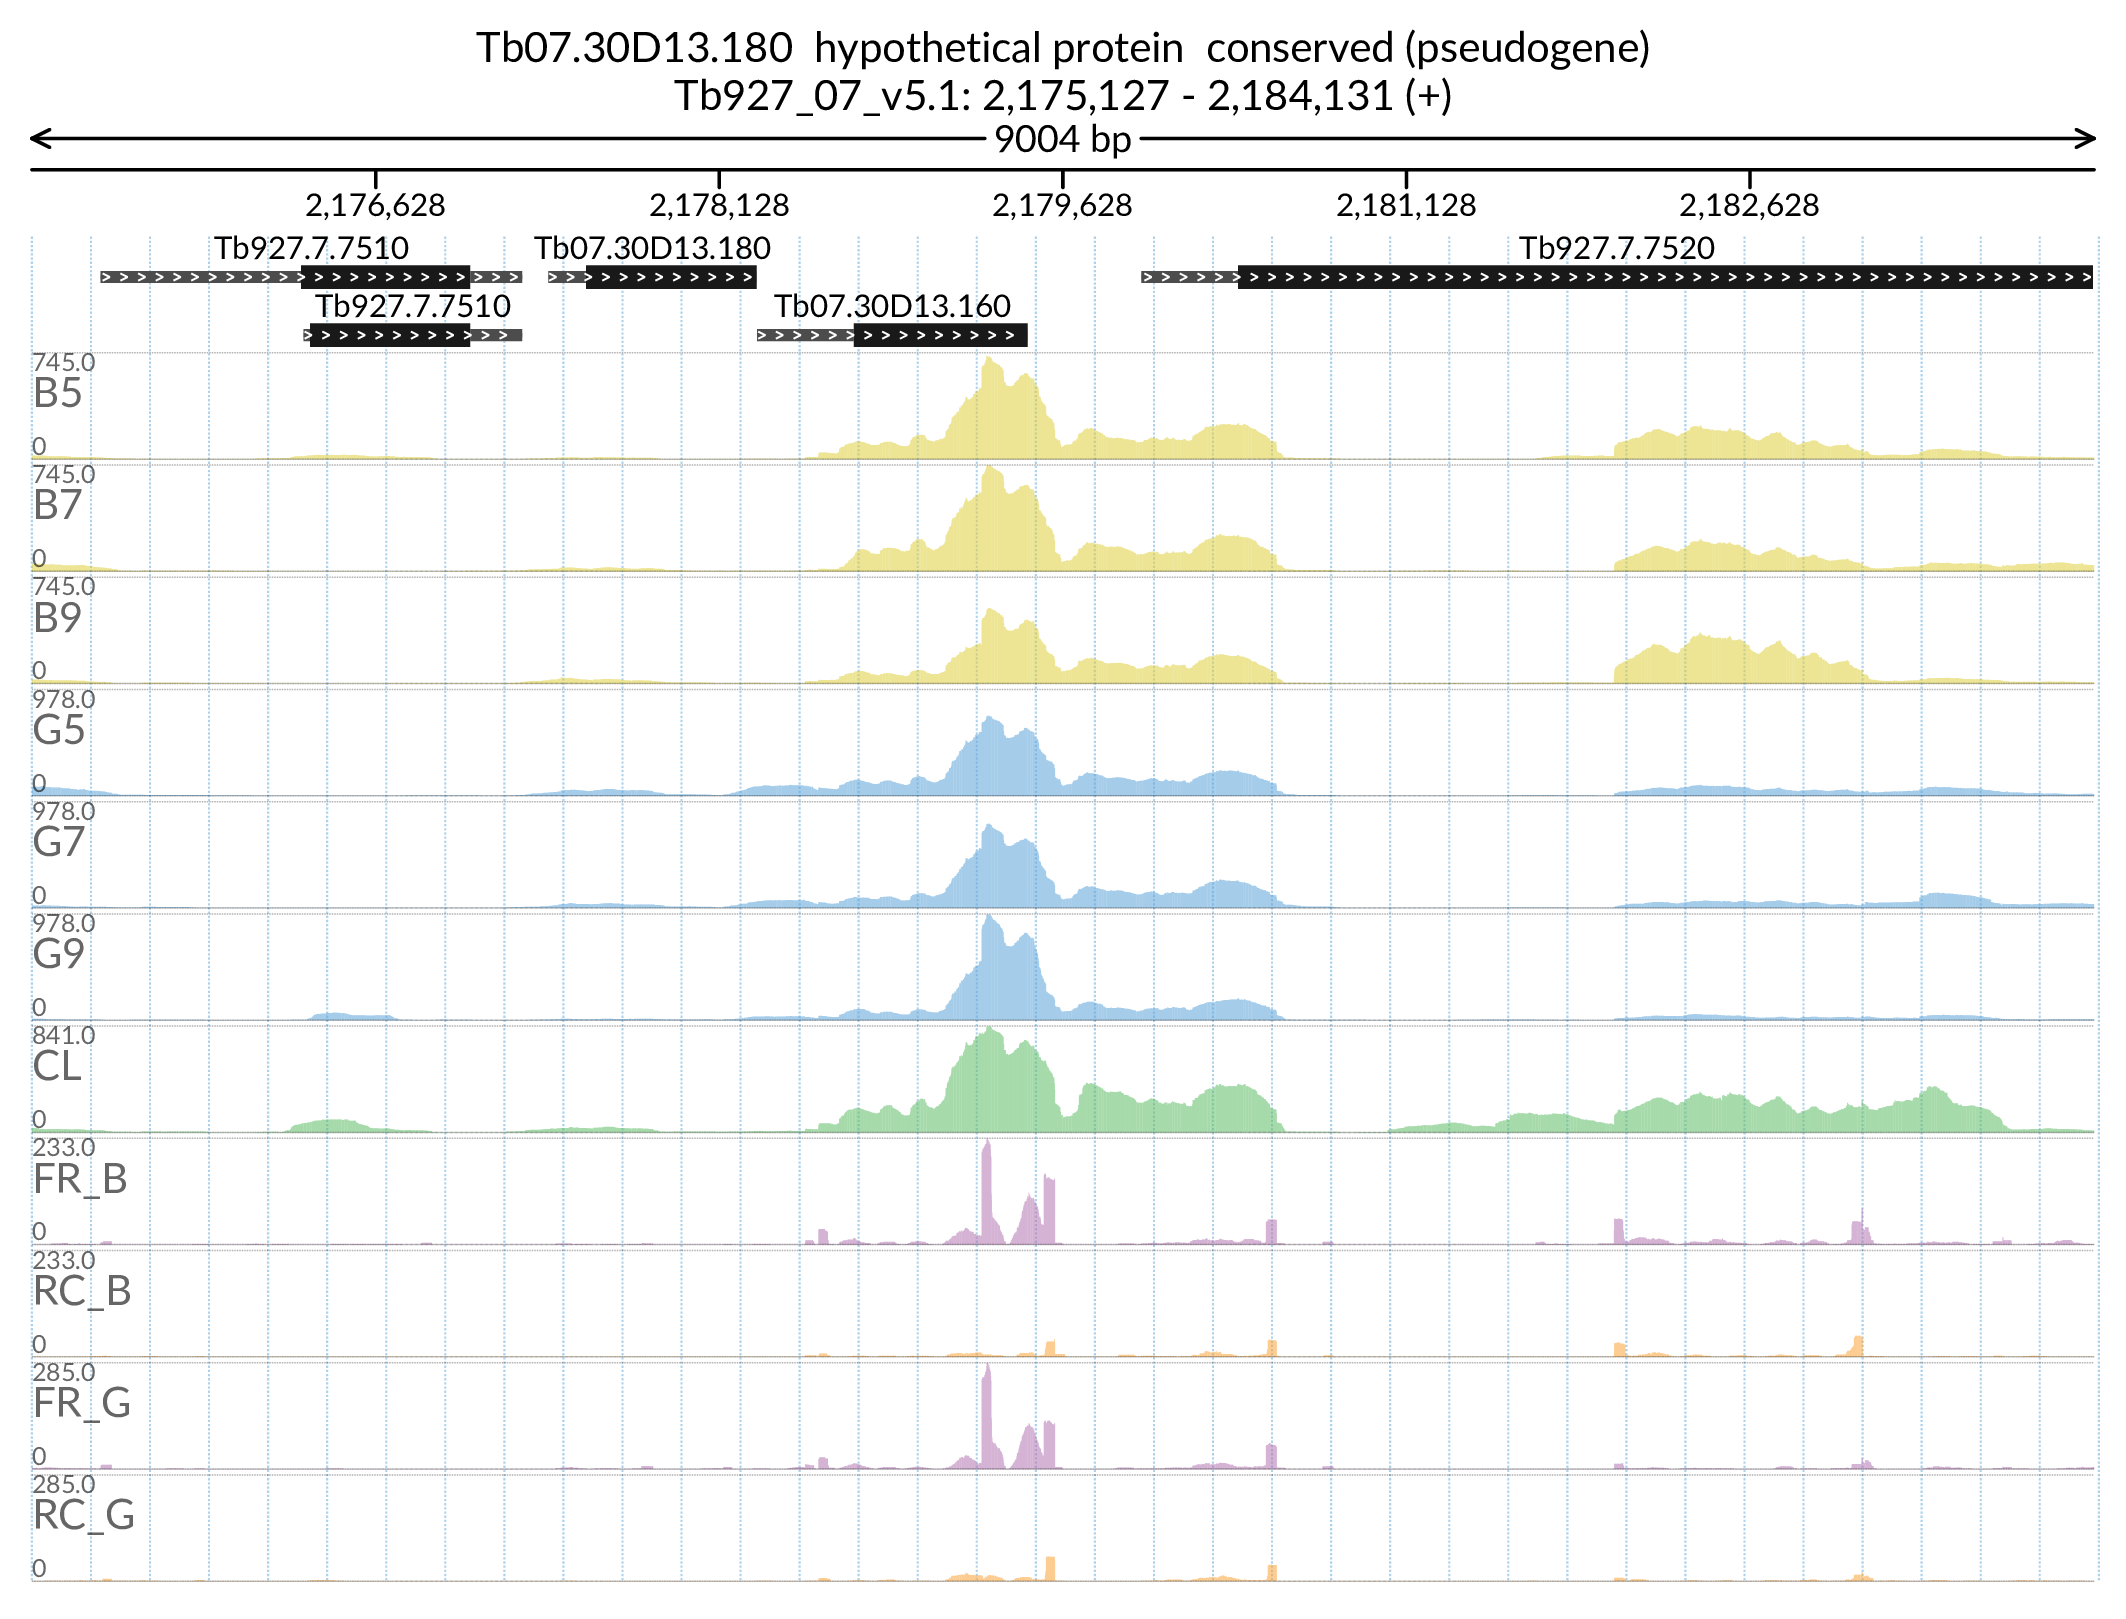 Tb07.30D13.180  hypothetical protein  conserved (pseudogene)
Tb927_07_v5.1: 2,175,127 - 2,184,131 (+)
9004 bp
2,176,628 2,178,128 2,179,628 2,181,128 2,182,628
Tb927.7.7510 Tb07.30D13.180 Tb927.7.7520
Tb927.7.7510 Tb07.30D13.160
745.0
B5
0
745.0
B7
0
745.0
B9
0
978.0
G5
0
978.0
G7
0
978.0
G9
0
841.0
CL
0
233.0
FR_B
0
233.0
RC_B
0
285.0
FR_G
0
285.0
RC_G
0